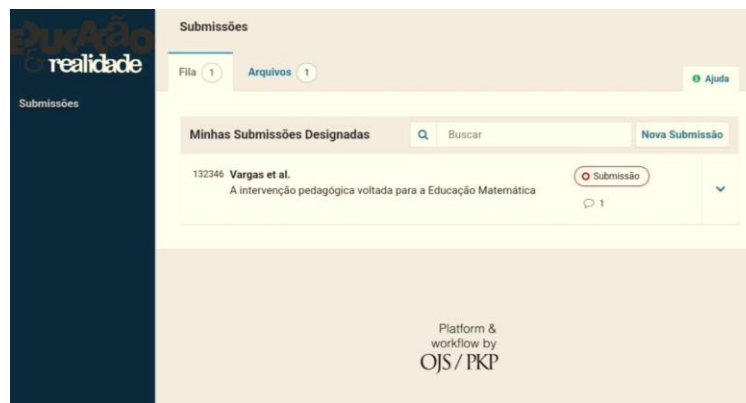 Educação
& realidade
Submissões
Submissões
Fila 1
Arquivos 1
Ajuda
Minhas Submissões Designadas
Buscar
Nova Submissão
132346 Vargas et al.
A intervenção pedagógica voltada para a Educação Matemática
Submissão
1
Platform &
workflow by
OJS / PKP